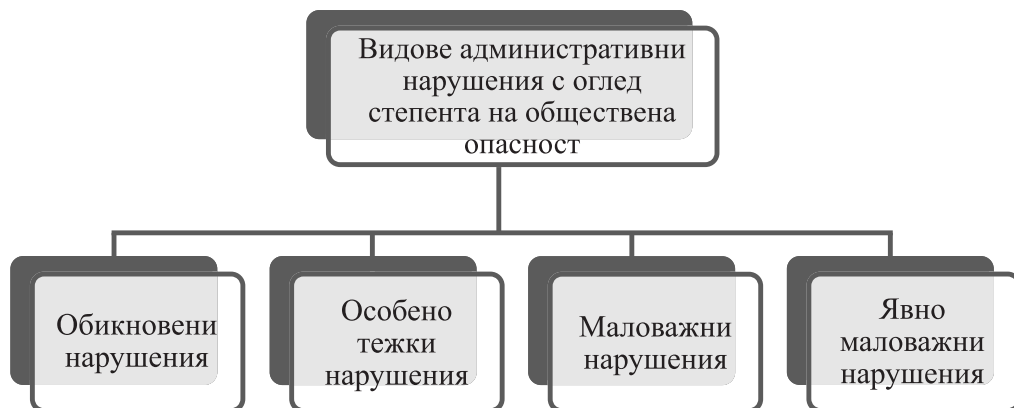 Видове административни
нарушения с оглед
степента на обществена
опасност
Обикновени
нарушения
Особено
тежки
нарушения
Маловажни
нарушения
Явно
маловажни
нарушения